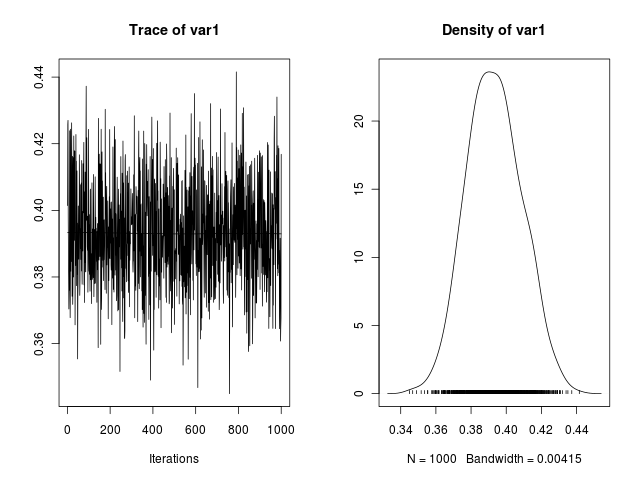 Trace of var1
0.44
0.42
0.40
0.38
0.36
0 200 400 600 800 1000
Iterations
Density of var1
20
15
10
5
0
0.34 0.36 0.38 0.40 0.42 0.44
N = 1000 Bandwidth = 0.00415